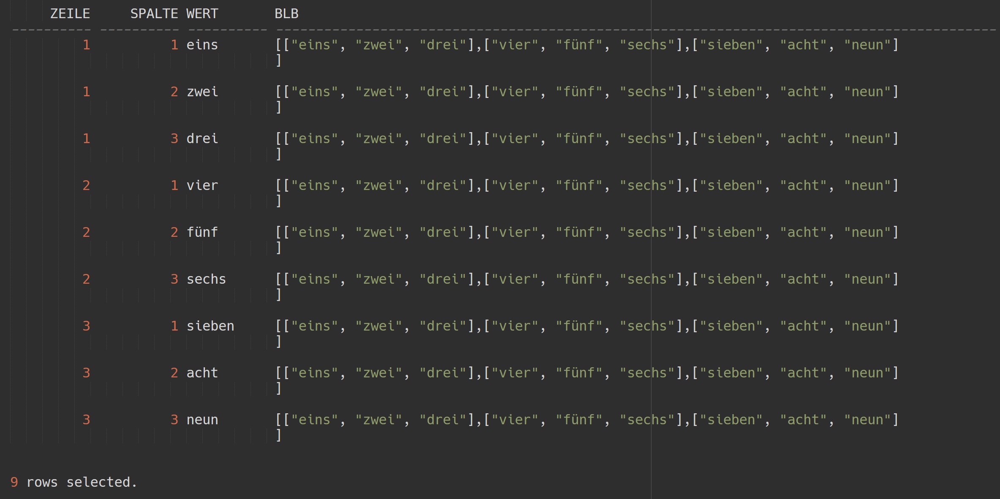 ZEILE     SPALTE WERT       BLB
---------- ---------- ---------- ------------------------------------------------------------------------------------------
         1          1 eins       [["eins", "zwei", "drei"],["vier", "fünf", "sechs"],["sieben", "acht", "neun"]
                                 ]
         1          2 zwei       [["eins", "zwei", "drei"],["vier", "fünf", "sechs"],["sieben", "acht", "neun"]
                                 ]
         1          3 drei       [["eins", "zwei", "drei"],["vier", "fünf", "sechs"],["sieben", "acht", "neun"]
                                 ]
         2          1 vier       [["eins", "zwei", "drei"],["vier", "fünf", "sechs"],["sieben", "acht", "neun"]
                                 ]
         2          2 fünf       [["eins", "zwei", "drei"],["vier", "fünf", "sechs"],["sieben", "acht", "neun"]
                                 ]
         2          3 sechs      [["eins", "zwei", "drei"],["vier", "fünf", "sechs"],["sieben", "acht", "neun"]
                                 ]
         3          1 sieben     [["eins", "zwei", "drei"],["vier", "fünf", "sechs"],["sieben", "acht", "neun"]
                                 ]
         3          2 acht       [["eins", "zwei", "drei"],["vier", "fünf", "sechs"],["sieben", "acht", "neun"]
                                 ]
         3          3 neun       [["eins", "zwei", "drei"],["vier", "fünf", "sechs"],["sieben", "acht", "neun"]
                                 ]
9 rows selected.